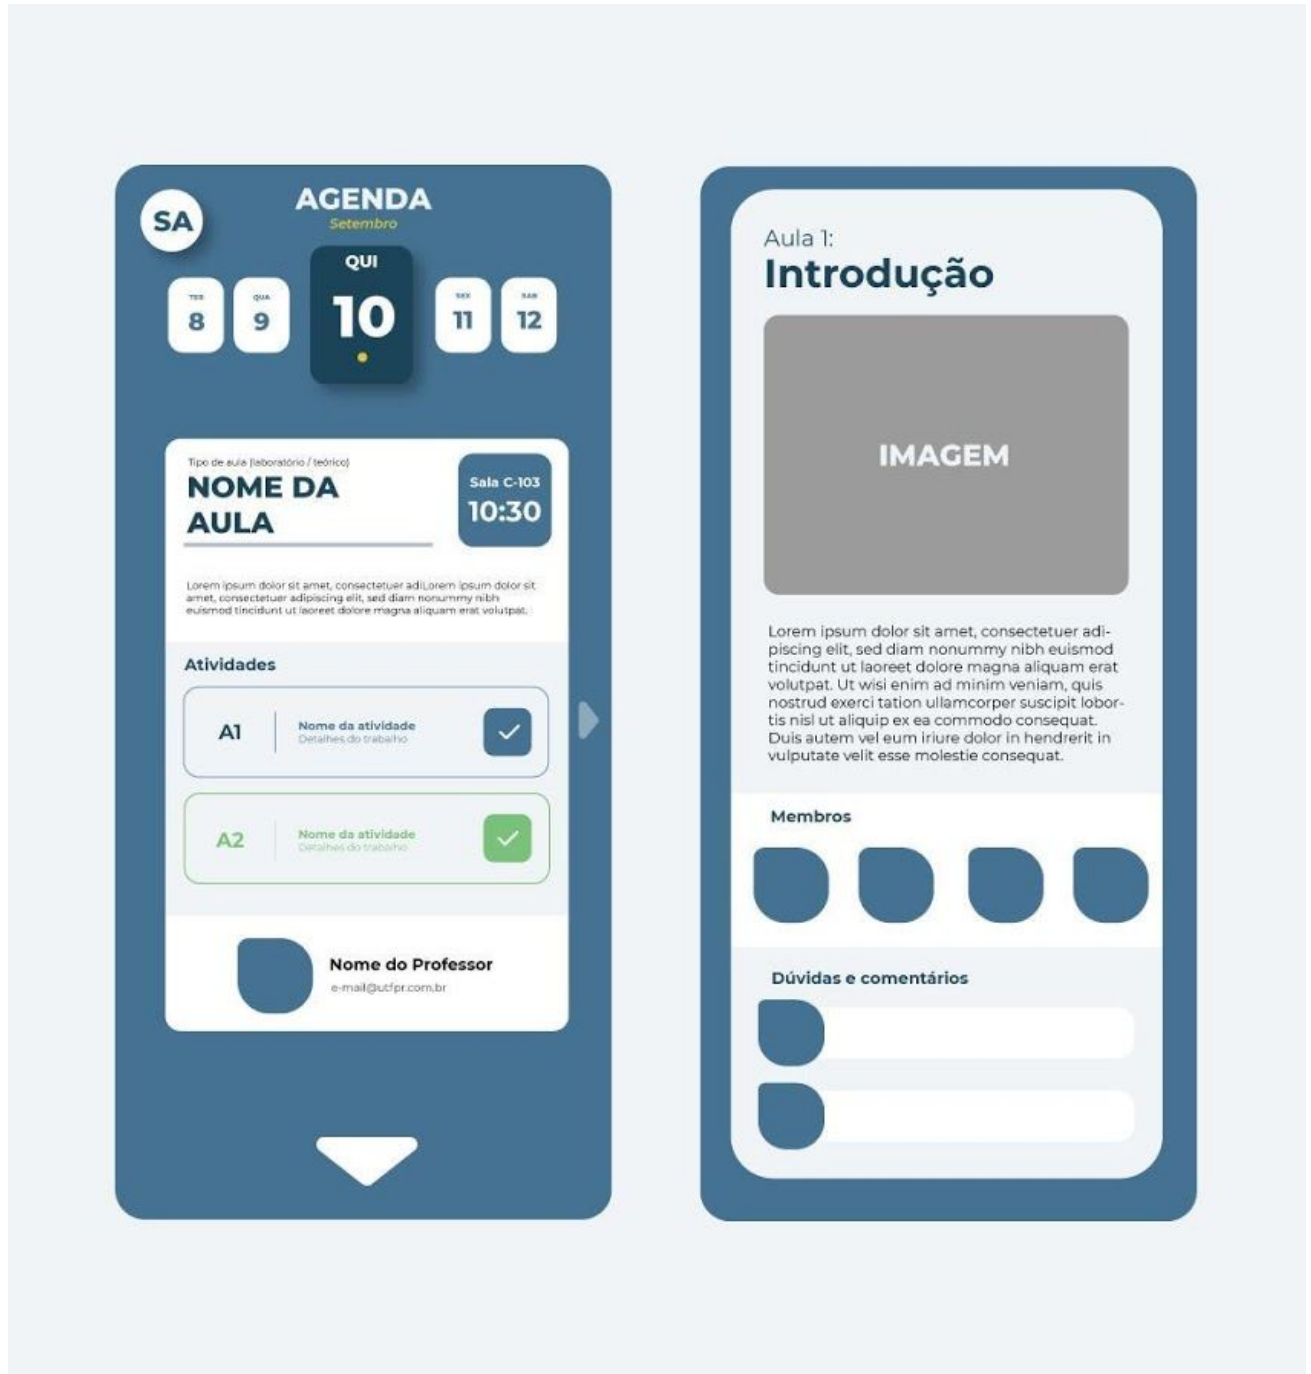 SA
AGENDA
Setembro
TER
8
QUA
9
QUI
10
SEX
11
SAB
12
Tipo de aula (laboratório / teórico)
NOME DA
AULA
Sala C-103
10:30
Lorem ipsum dolor sit amet, consectetuer adiLorem ipsum dolor sit
amet, consectetuer adipiscing elit, sed diam nonummy nibh
euismod tincidunt ut laoreet dolore magna aliquam erat volutpat.
Atividades
A1
Nome da atividade
Detalhes do trabalho
A2
Nome da atividade
Detalhes do trabalho
Nome do Professor
e-mail@utfpr.com.br
Aula 1:
Introdução
IMAGEM
Lorem ipsum dolor sit amet, consectetuer adi-
piscing elit, sed diam nonummy nibh euismod
tincidunt ut laoreet dolore magna aliquam erat
volutpat. Ut wisi enim ad minim veniam, quis
nostrud exerci tation ullamcorper suscipit lobor-
tis nisl ut aliquip ex ea commodo consequat.
Duis autem vel eum iriure dolor in hendrerit in
vulputate velit esse molestie consequat.
Membros
Dúvidas e comentários